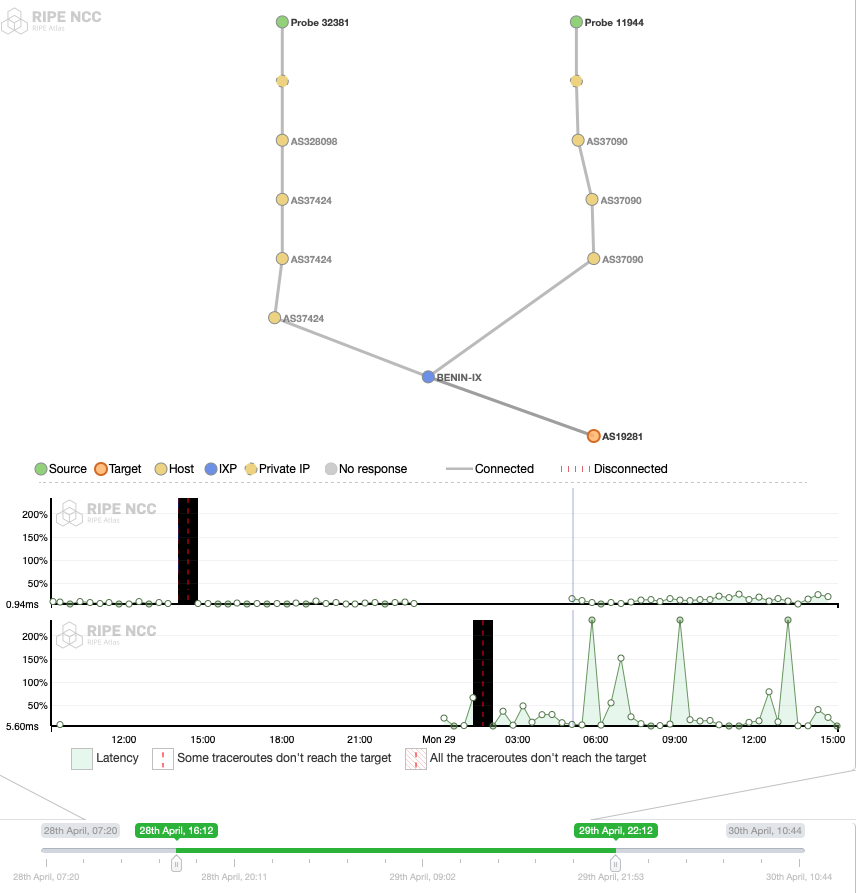 RIPE NCC
RIPE Atlas
Probe 32381
Probe 11944
AS328098
AS37090
AS37424
AS37090
AS37424
AS37090
AS37424
BENIN-IX
AS19281
Source Target Host IXP Private IP No response Connected Disconnected
RIPE NCC
RIPE Atlas
200%
150%
100%
50%
0.94ms
RIPE NCC
RIPE Atlas
200%
150%
100%
50%
5.60ms
12:00 15:00 18:00 21:00 Mon 29 03:00 06:00 09:00 12:00 15:00
Latency Some traceroutes don't reach the target All the traceroutes don't reach the target
28th April, 07:20 28th April, 16:12 29th April, 22:12 30th April, 10:44
28th April, 07:20 28th April, 20:11 29th April, 09:02 29th April, 21:53 30th April, 10:44